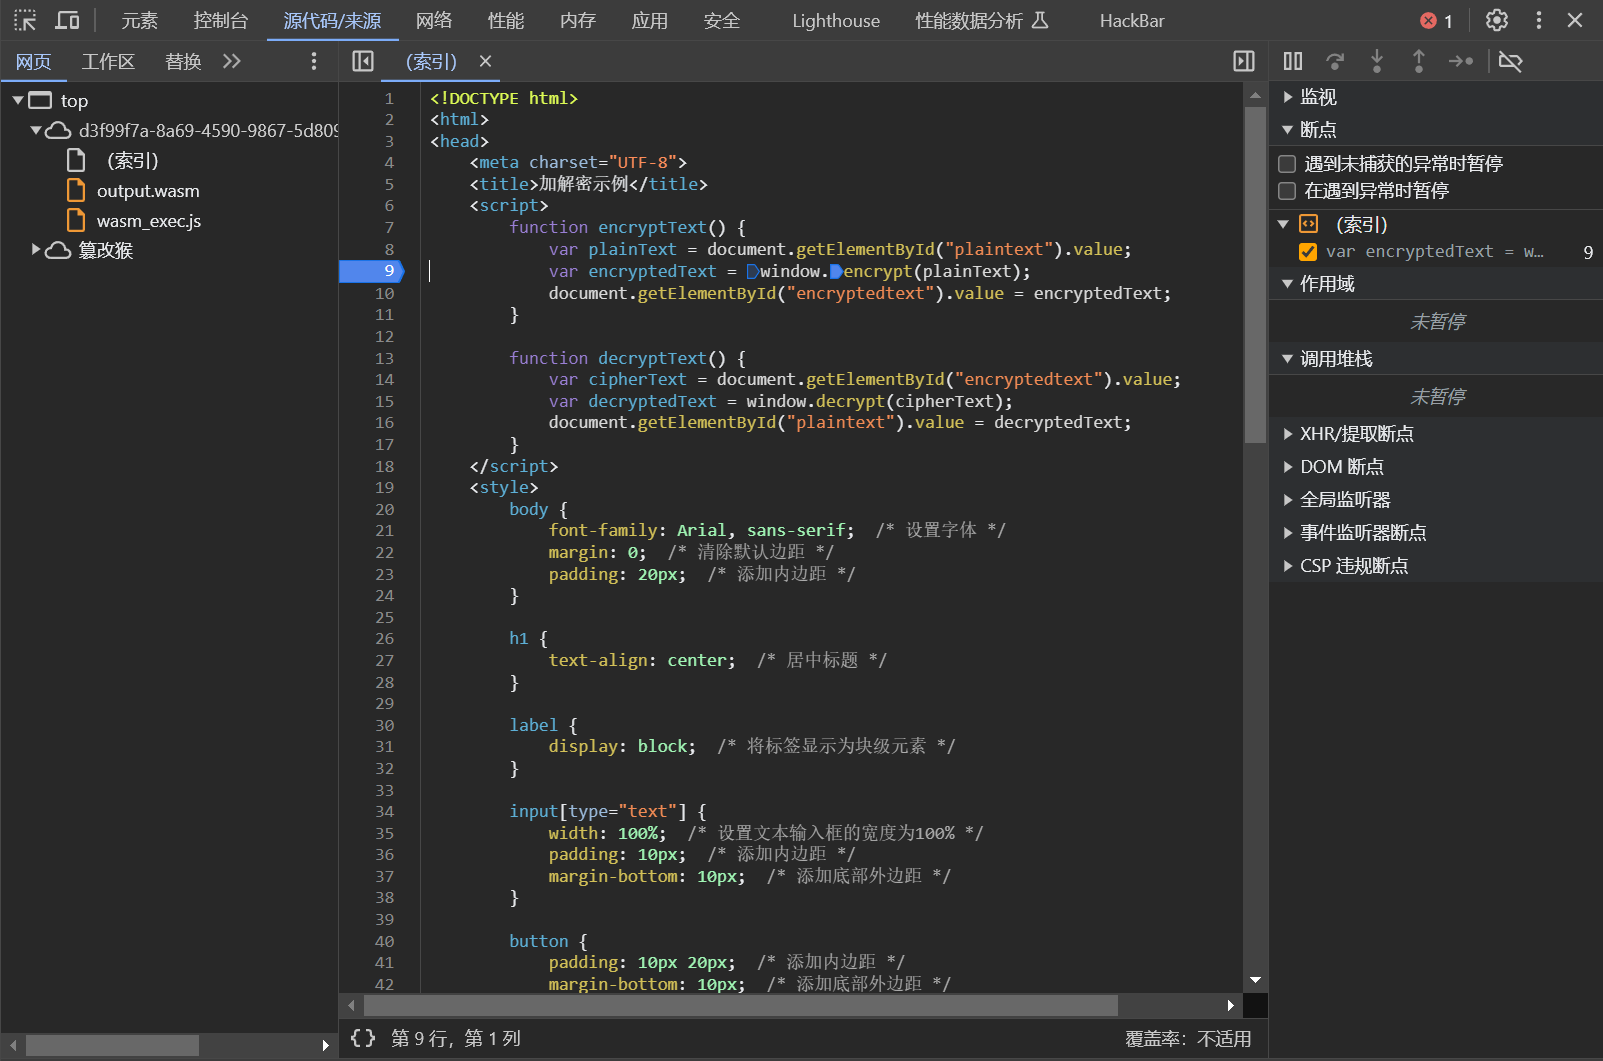 元素 控制台 源代码/来源 网络 性能 内存 应用 安全 Lighthouse 性能数据分析 HackBar 1
网页 工作区 替换
(索引)
top
d3f99f7a-8a69-4590-9867-5d809
(索引)
output.wasm
wasm_exec.js
篡改猴
1 <!DOCTYPE html>
2 <html>
3 <head>
4 <meta charset="UTF-8">
5 <title>加解密示例</title>
6 <script>
7 function encryptText() {
8 var plainText = document.getElementById("plaintext").value;
9 var encryptedText = window.encrypt(plainText);
10 document.getElementById("encryptedtext").value = encryptedText;
11 }
12
13 function decryptText() {
14 var cipherText = document.getElementById("encryptedtext").value;
15 var decryptedText = window.decrypt(cipherText);
16 document.getElementById("plaintext").value = decryptedText;
17 }
18 </script>
19 <style>
20 body {
21 font-family: Arial, sans-serif; /* 设置字体 */
22 margin: 0; /* 清除默认边距 */
23 padding: 20px; /* 添加内边距 */
24 }
25
26 h1 {
27 text-align: center; /* 居中标题 */
28 }
29
30 label {
31 display: block; /* 将标签显示为块级元素 */
32 }
33
34 input[type="text"] {
35 width: 100%; /* 设置文本输入框的宽度为100% */
36 padding: 10px; /* 添加内边距 */
37 margin-bottom: 10px; /* 添加底部外边距 */
38 }
39
40 button {
41 padding: 10px 20px; /* 添加内边距 */
42 margin-bottom: 10px; /* 添加底部外边距 */
{} 第 9 行，第 1 列
覆盖率：不适用
监视
断点
遇到未捕获的异常时暂停
在遇到异常时暂停
(索引)
var encryptedText = w… 9
作用域
未暂停
调用堆栈
未暂停
XHR/提取断点
DOM 断点
全局监听器
事件监听器断点
CSP 违规断点